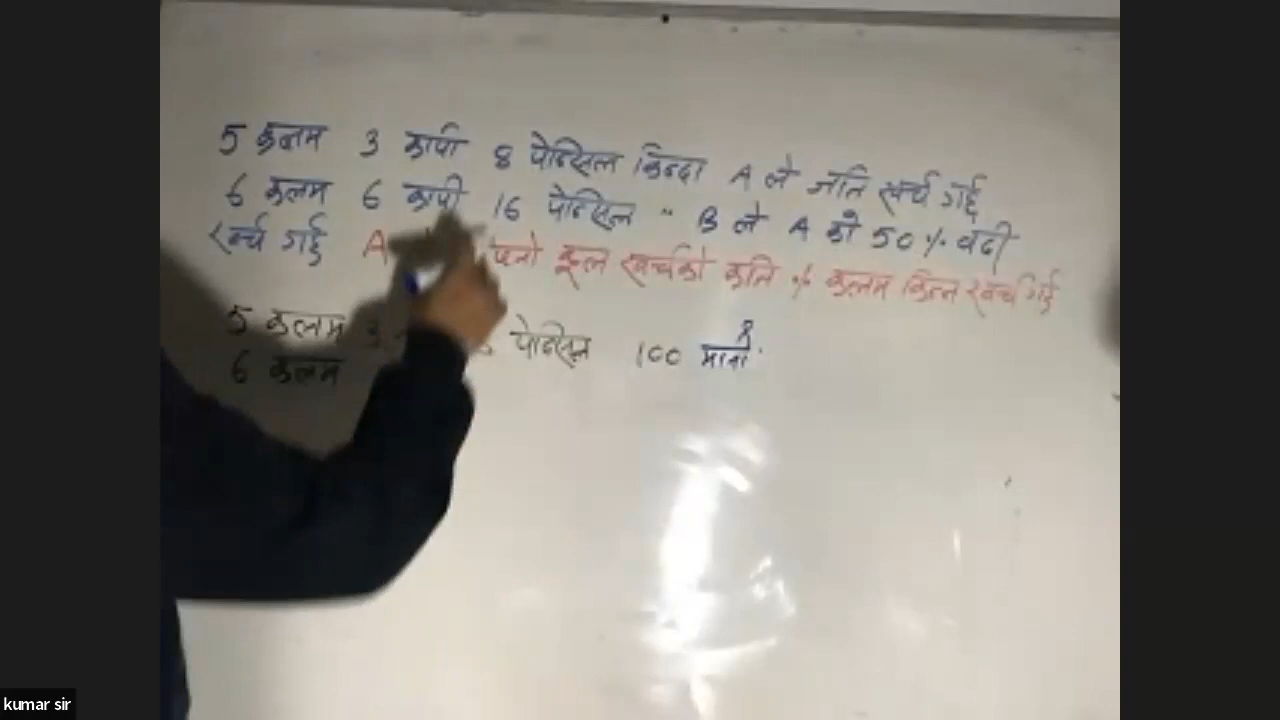 5 कलम 3 कापी 8 पेन्सिल किन्दा A ले जति खर्च गर्छ
6 कलम 6 कापी 16 पेन्सिल " B ले A को 50% बढी
खर्च गर्छ A कूल खर्चको कति % कलम किन्न खर्च गर्छ
5 कलम 3 पेन्सिल 100 मानौ
6 कलम
kumar sir